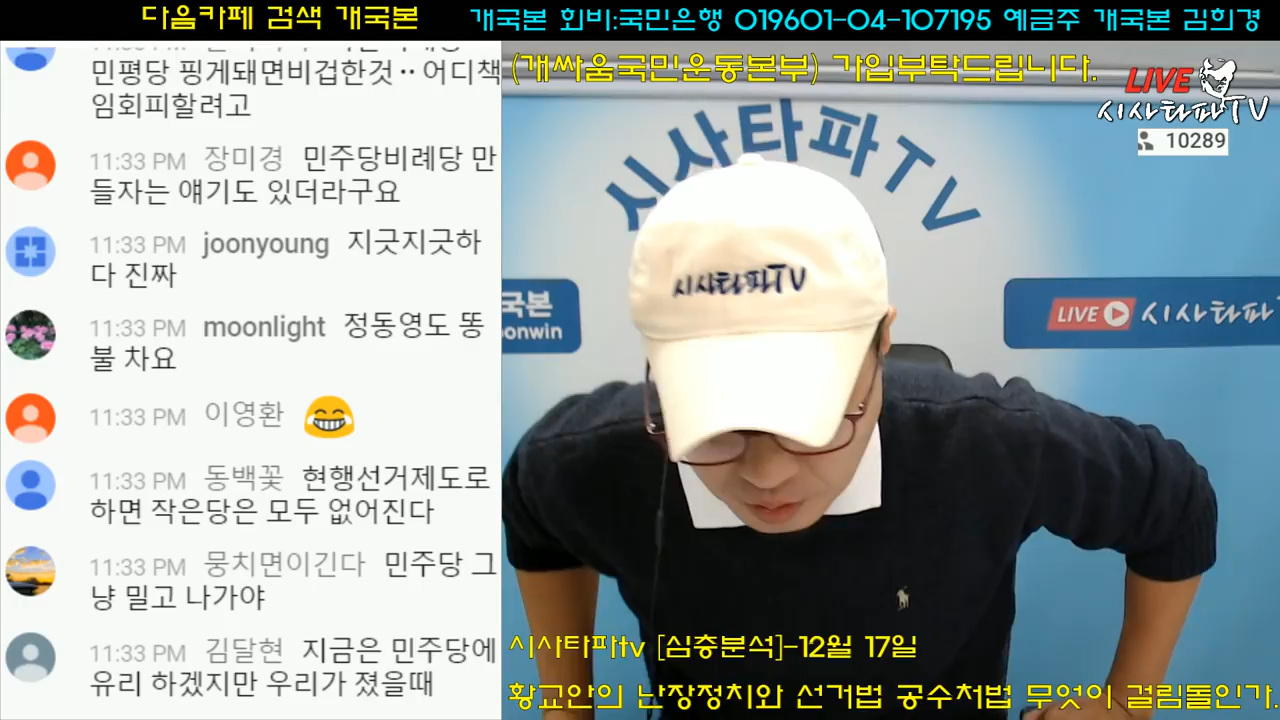 다음카페 검색 개국본 개국본 회비:국민은행 019601-04-107195 예금주 개국본 김희경
민평당 핑게돼면비겁한것··어디책
임회피할려고
11:33 PM 장미경 민주당비례당 만
들자는 얘기도 있더라구요
11:33 PM joonyoung 지긋지긋하
다 진짜
11:33 PM moonlight 정동영도 똥
불 차요
11:33 PM 이영환 😂
11:33 PM 동백꽃 현행선거제도로
하면 작은당은 모두 없어진다
11:33 PM 뭉치면이긴다 민주당 그
냥 밀고 나가야
11:33 PM 김달현 지금은 민주당에
유리 하겠지만 우리가 졌을때
(개싸움국민운동본부) 가입부탁드립니다.
LIVE
시사타파TV
10289
시사타파TV
시사타파TV
국본
onwin
LIVE 시사타파
시사타파tv [심층분석]-12월 17일
황교안의 난장정치와 선거법 공수처법 무엇이 걸림돌인가.